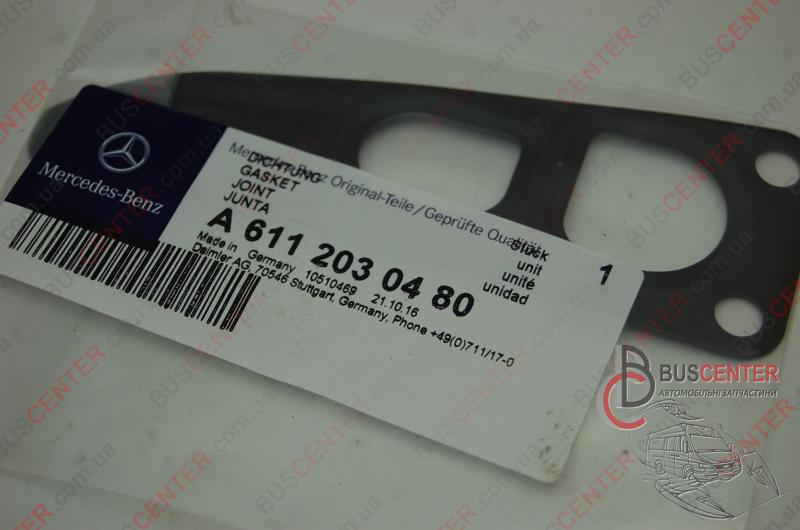 Mercedes-Benz
Mercedes-Benz Original-Teile/Geprüfte Qualität
DICHTUNG
GASKET
JOINT
JUNTA
A 611 203 04 80
Stück
unit
unité
unidad
1
Made in Germany 10510469 21.10.16
Daimler AG, 70546 Stuttgart, Germany, Phone +49(0)711/17-0
BUSCENTER
АВТОМОБІЛЬНІ ЗАПЧАСТИНИ
BUSCENTER.com.ua